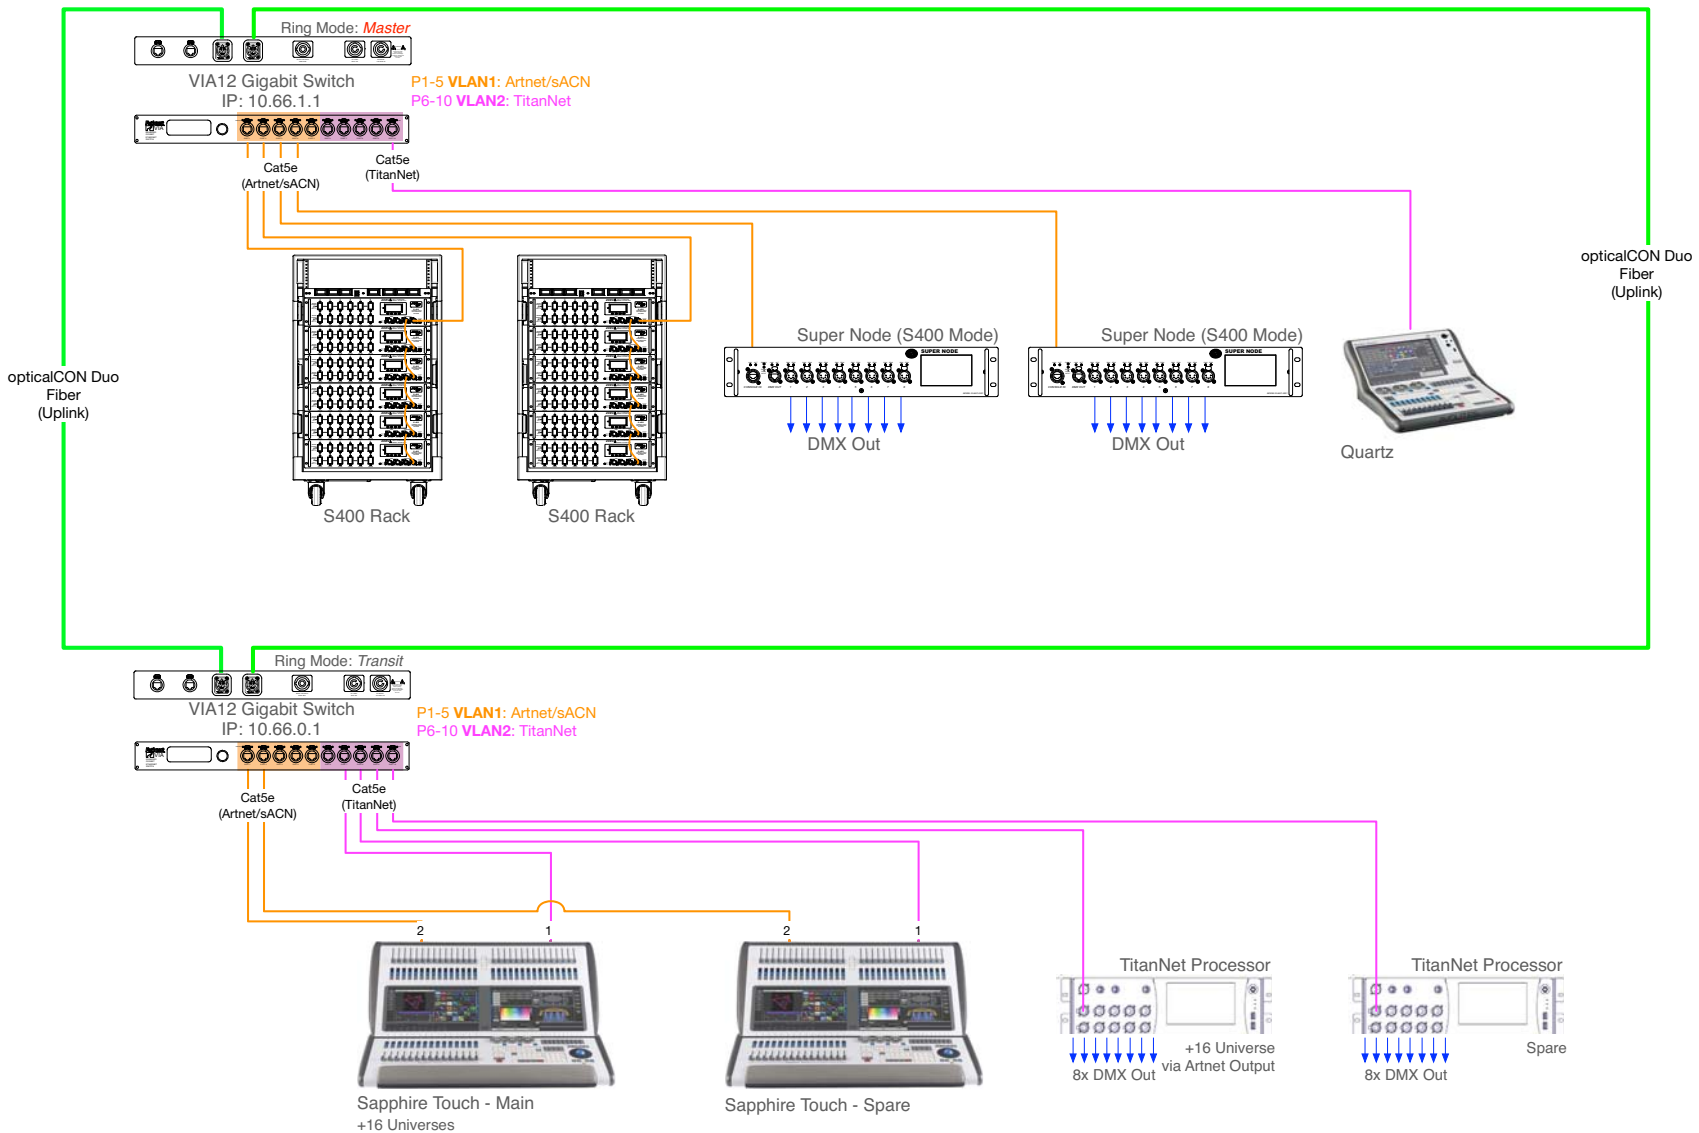 Ring Mode: Master
VIA12 Gigabit Switch
IP: 10.66.1.1
P1-5 VLAN1: Artnet/sACN
P6-10 VLAN2: TitanNet
Cat5e
(Artnet/sACN)
Cat5e
(TitanNet)
opticalCON Duo
Fiber
(Uplink)
opticalCON Duo
Fiber
(Uplink)
Super Node (S400 Mode)
SUPER NODE
DMX Out
Super Node (S400 Mode)
SUPER NODE
DMX Out
Quartz
S400 Rack
S400 Rack
Ring Mode: Transit
VIA12 Gigabit Switch
IP: 10.66.0.1
P1-5 VLAN1: Artnet/sACN
P6-10 VLAN2: TitanNet
Cat5e
(Artnet/sACN)
Cat5e
(TitanNet)
2
1
2
1
Sapphire Touch - Main
+16 Universes
Sapphire Touch - Spare
TitanNet Processor
+16 Universe
via Artnet Output
8x DMX Out
TitanNet Processor
Spare
8x DMX Out